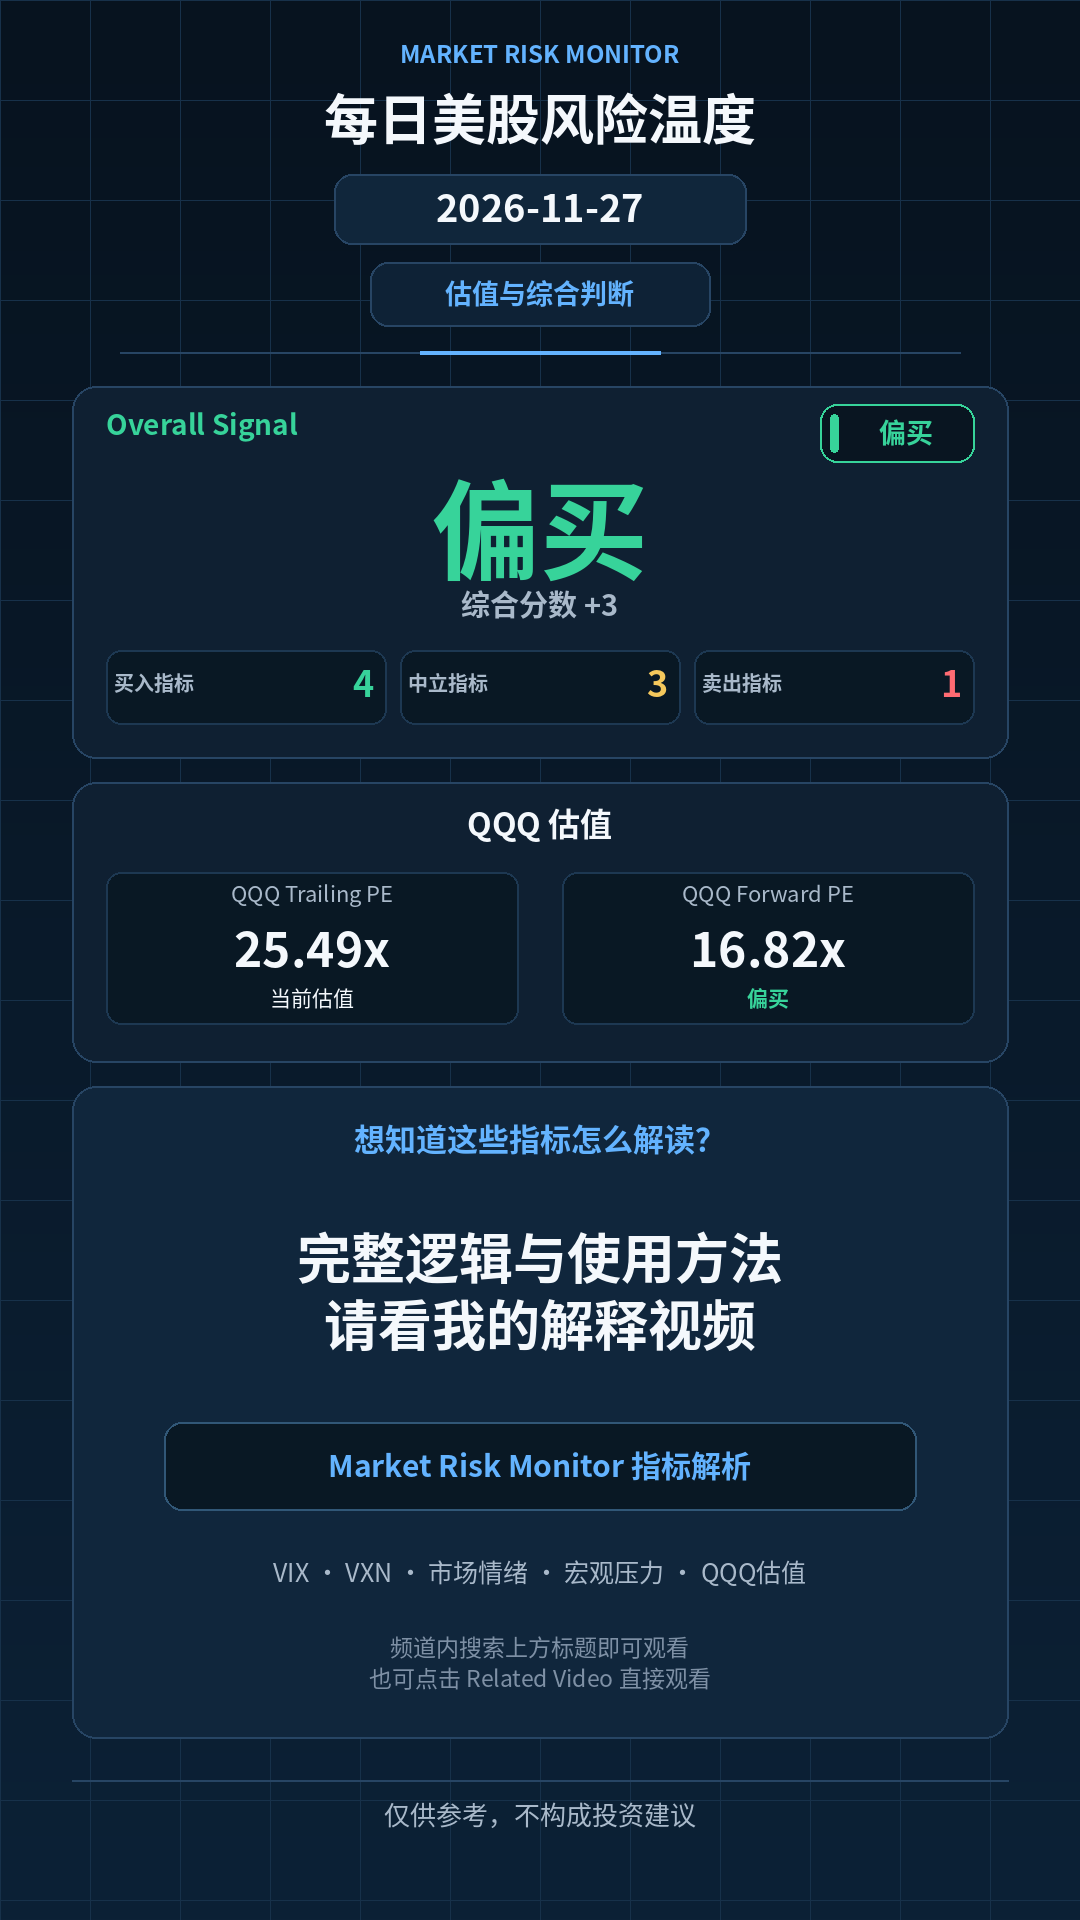 MARKET RISK MONITOR
每日美股风险温度
2026-11-27
估值与综合判断
Overall Signal
偏买
偏买
综合分数 +3
买入指标 4
中立指标 3
卖出指标 1
QQQ 估值
QQQ Trailing PE
25.49x
当前估值
QQQ Forward PE
16.82x
偏买
想知道这些指标怎么解读?
完整逻辑与使用方法
请看我的解释视频
Market Risk Monitor 指标解析
VIX · VXN · 市场情绪 · 宏观压力 · QQQ估值
频道内搜索上方标题即可观看
也可点击 Related Video 直接观看
仅供参考，不构成投资建议